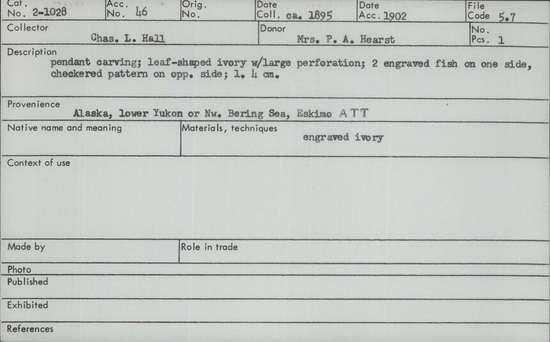 Cat. No. 2-1028 Acc. No. 46 Orig. No. Date Coll. ca. 1895 Date Acc. 1902 File Code 5.7
Collector Chas. L. Hall Donor Mrs. P. A. Hearst No. Pcs. 1
Description
pendant carving; leaf-shaped ivory w/large perforation; 2 engraved fish on one side,
checkered pattern on opp. side; l. 4 cm.
Provenience
Alaska, lower Yukon or Nw. Bering Sea, Eskimo ATT
Native name and meaning Materials, techniques
engraved ivory
Context of use
Made by Role in trade
Photo
Published
Exhibited
References